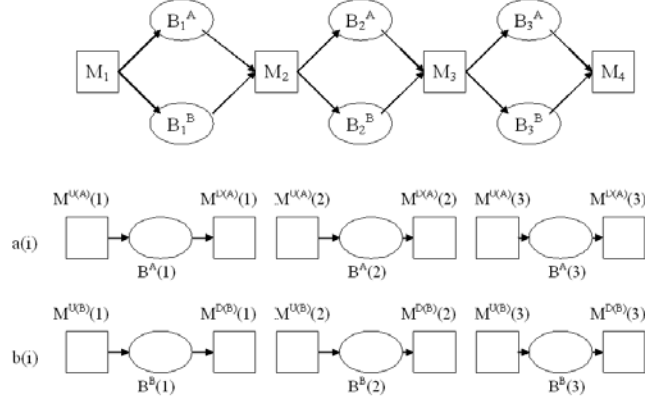 B₁ᴬ B₂ᴬ B₃ᴬ
M₁ M₂ M₃ M₄
B₁ᴮ B₂ᴮ B₃ᴮ
Mᵁ⁽ᴬ⁾(1) Mᴰ⁽ᴬ⁾(1) Mᵁ⁽ᴬ⁾(2) Mᴰ⁽ᴬ⁾(2) Mᵁ⁽ᴬ⁾(3) Mᴰ⁽ᴬ⁾(3)
a(i)
Bᴬ(1) Bᴬ(2) Bᴬ(3)
Mᵁ⁽ᴮ⁾(1) Mᴰ⁽ᴮ⁾(1) Mᵁ⁽ᴮ⁾(2) Mᴰ⁽ᴮ⁾(2) Mᵁ⁽ᴮ⁾(3) Mᴰ⁽ᴮ⁾(3)
b(i)
Bᴮ(1) Bᴮ(2) Bᴮ(3)